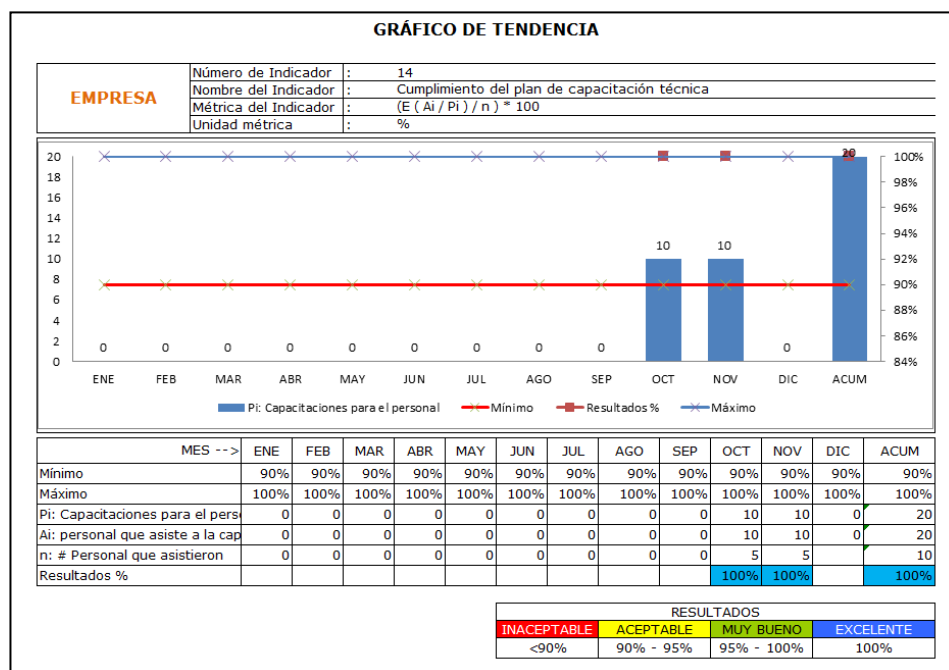 GRÁFICO DE TENDENCIA
EMPRESA
Número de Indicador : 14
Nombre del Indicador : Cumplimiento del plan de capacitación técnica
Métrica del Indicador : (E ( Ai / Pi ) / n ) * 100
Unidad métrica : %
20 100%
18 98%
16 96%
14 94%
12 92%
10 90%
8 88%
6 86%
4 84%
2
0
0 0 0 0 0 0 0 0 0 10 10 0 20
ENE FEB MAR ABR MAY JUN JUL AGO SEP OCT NOV DIC ACUM
Pi: Capacitaciones para el personal Mínimo Resultados % Máximo
MES --> ENE FEB MAR ABR MAY JUN JUL AGO SEP OCT NOV DIC ACUM
Mínimo 90% 90% 90% 90% 90% 90% 90% 90% 90% 90% 90% 90% 90%
Máximo 100% 100% 100% 100% 100% 100% 100% 100% 100% 100% 100% 100% 100%
Pi: Capacitaciones para el pers 0 0 0 0 0 0 0 0 0 10 10 0 20
Ai: personal que asiste a la cap 0 0 0 0 0 0 0 0 0 10 10 0 20
n: # Personal que asistieron 0 0 0 0 0 0 0 0 0 5 5 10
Resultados % 100% 100% 100%
RESULTADOS
INACEPTABLE ACEPTABLE MUY BUENO EXCELENTE
<90% 90% - 95% 95% - 100% 100%